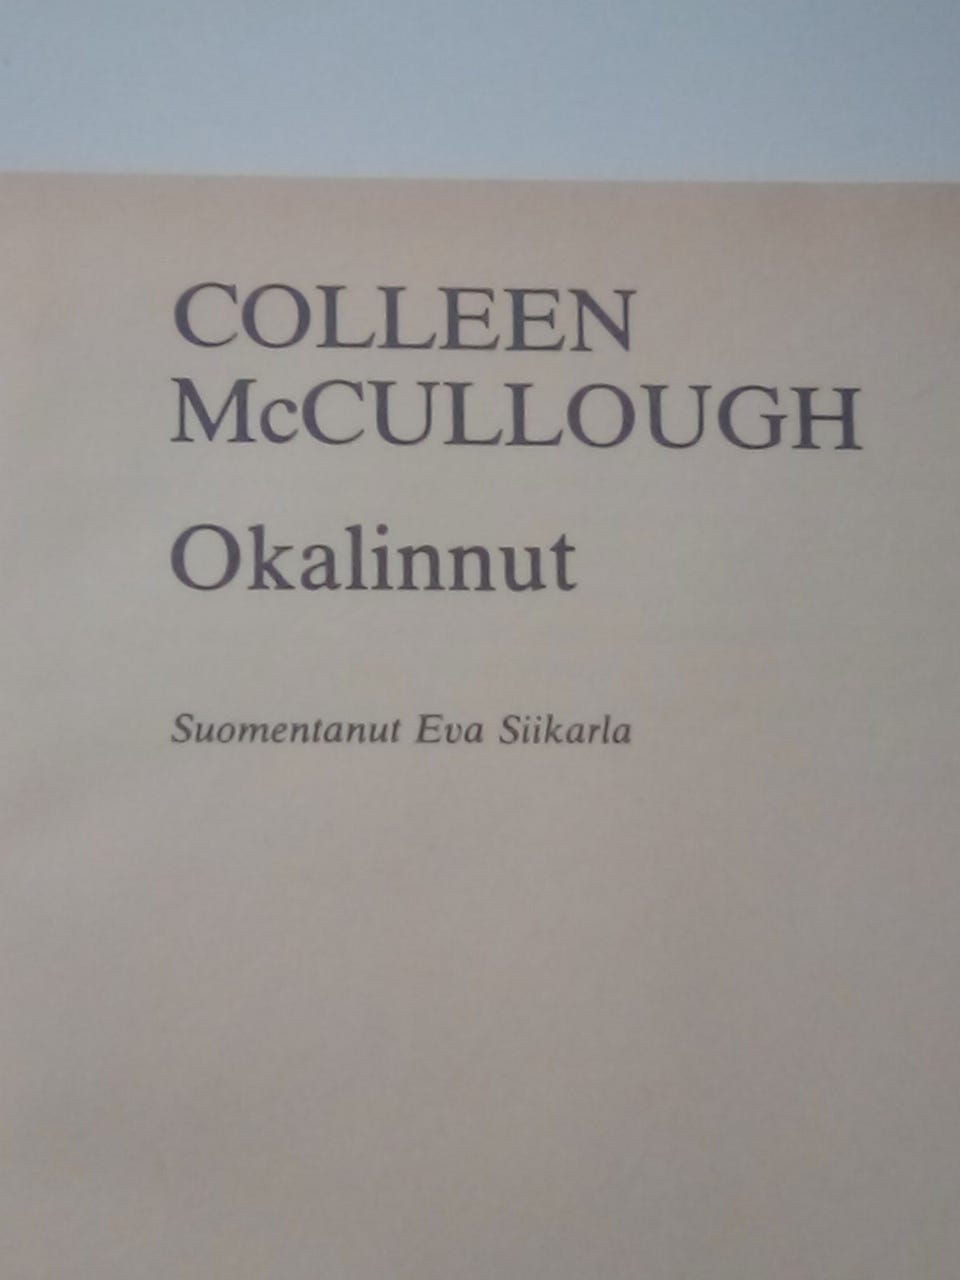 COLLEEN
McCULLOUGH
Okalinnut
Suomentanut Eva Siikarla